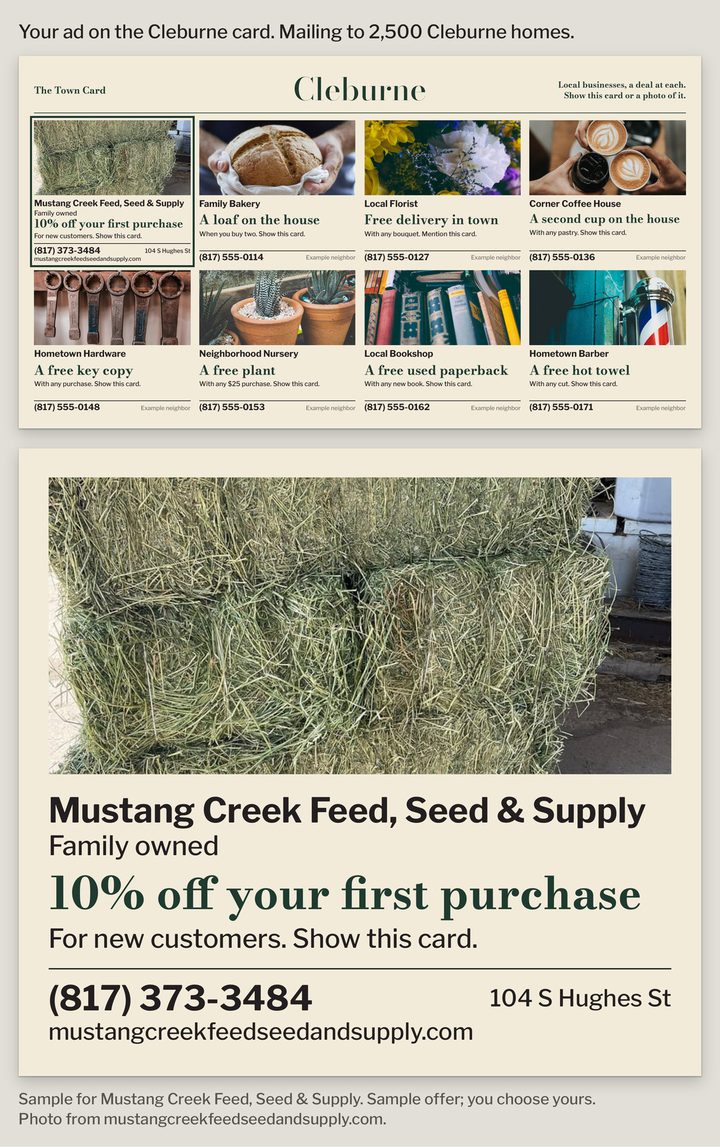 Your ad on the Cleburne card. Mailing to 2,500 Cleburne homes.
The Town Card
Cleburne
Local businesses, a deal at each.
Show this card or a photo of it.
Mustang Creek Feed, Seed & Supply
Family owned
10% off your first purchase
For new customers. Show this card.
(817) 373-3484
104 S Hughes St
mustangcreekfeedseedandsupply.com
Family Bakery
A loaf on the house
When you buy two. Show this card.
(817) 555-0114
Example neighbor
Local Florist
Free delivery in town
With any bouquet. Mention this card.
(817) 555-0127
Example neighbor
Corner Coffee House
A second cup on the house
With any pastry. Show this card.
(817) 555-0136
Example neighbor
Hometown Hardware
A free key copy
With any purchase. Show this card.
(817) 555-0148
Example neighbor
Neighborhood Nursery
A free plant
With any $25 purchase. Show this card.
(817) 555-0153
Example neighbor
Local Bookshop
A free used paperback
With any new book. Show this card.
(817) 555-0162
Example neighbor
Hometown Barber
A free hot towel
With any cut. Show this card.
(817) 555-0171
Example neighbor
Mustang Creek Feed, Seed & Supply
Family owned
10% off your first purchase
For new customers. Show this card.
(817) 373-3484
104 S Hughes St
mustangcreekfeedseedandsupply.com
Sample for Mustang Creek Feed, Seed & Supply. Sample offer; you choose yours.
Photo from mustangcreekfeedseedandsupply.com.